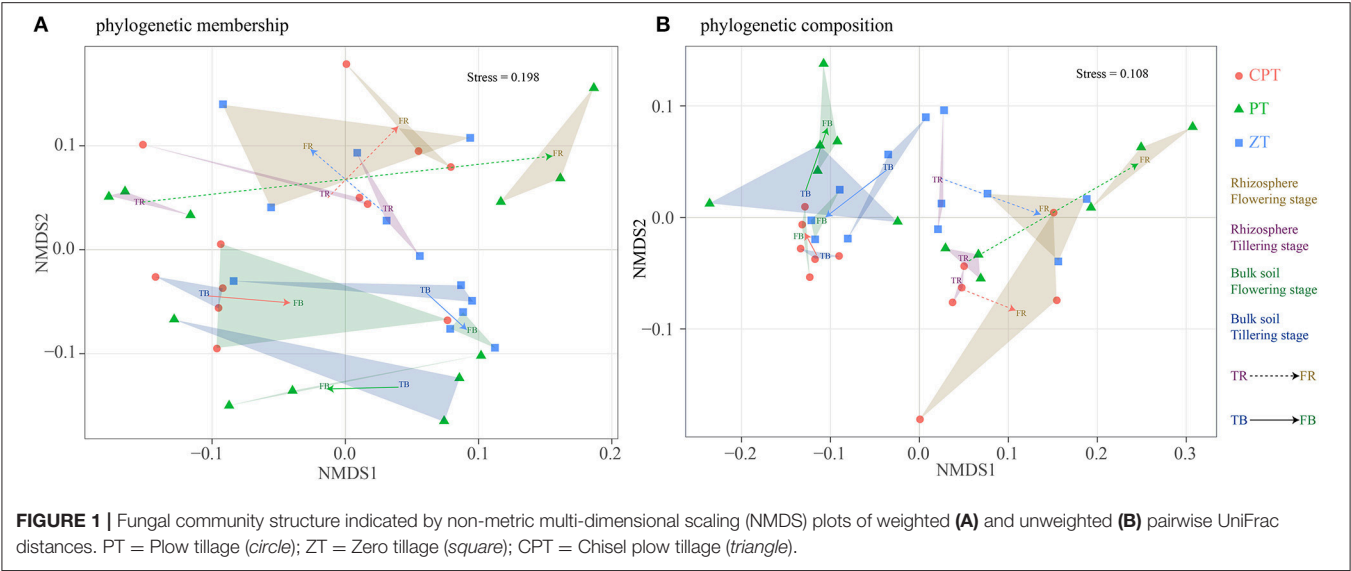 A phylogenetic membership
B phylogenetic composition
Stress = 0.198
Stress = 0.108
0.1
0.0
−0.1
NMDS2
−0.1
0.0
0.1
0.2
NMDS1
FR
FR
FR
TR
TR
TR
TB
FB
TB
FB
FB
TB
0.1
0.0
−0.1
NMDS2
−0.2
−0.1
0.0
0.1
0.2
0.3
NMDS1
FB
TB
TB
FB
FB
TB
TR
FR
FR
TR
TR
FR
CPT
PT
ZT
Rhizosphere
Flowering stage
Rhizosphere
Tillering stage
Bulk soil
Flowering stage
Bulk soil
Tillering stage
TR FR
TB FB
FIGURE 1 | Fungal community structure indicated by non-metric multi-dimensional scaling (NMDS) plots of weighted (A) and unweighted (B) pairwise UniFrac
distances. PT = Plow tillage (circle); ZT = Zero tillage (square); CPT = Chisel plow tillage (triangle).